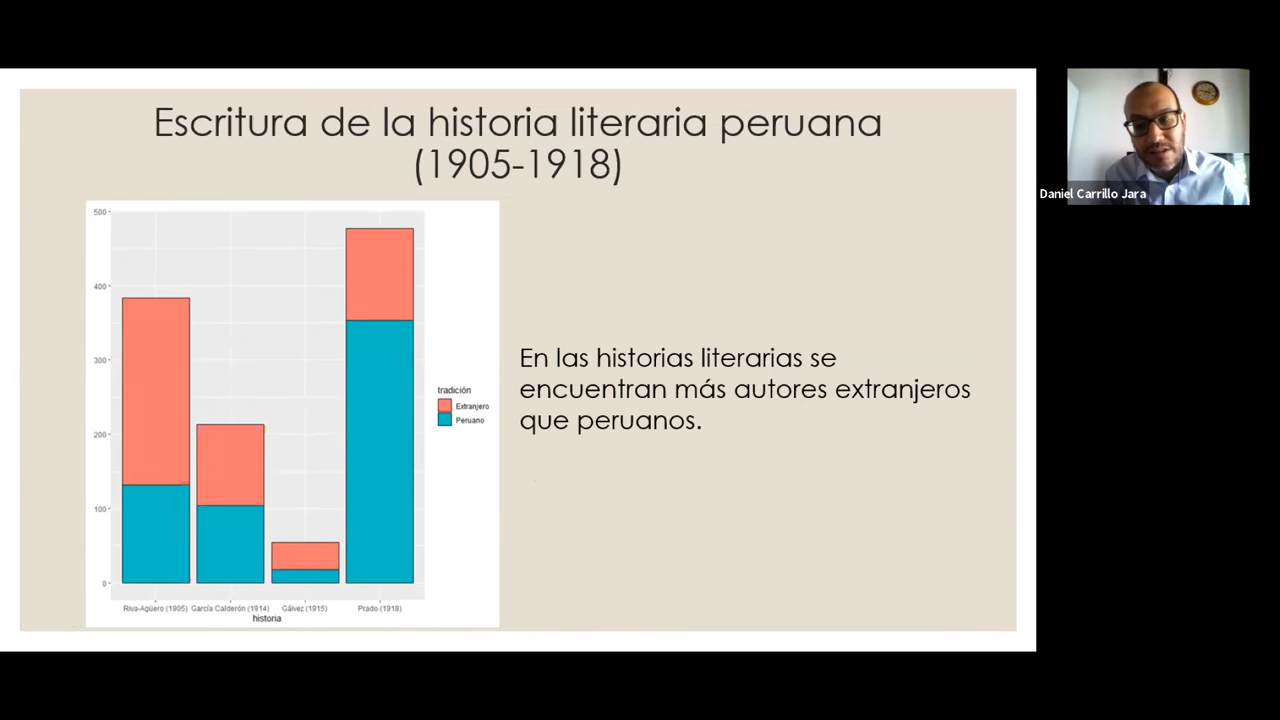 Escritura de la historia literaria peruana
(1905-1918)
500
400
300
200
100
0
Riva-Agüero (1905) García Calderón (1914) Gálvez (1915) Prado (1918)
historia
tradición
Extranjero
Peruano
En las historias literarias se
encuentran más autores extranjeros
que peruanos.
Daniel Carrillo Jara